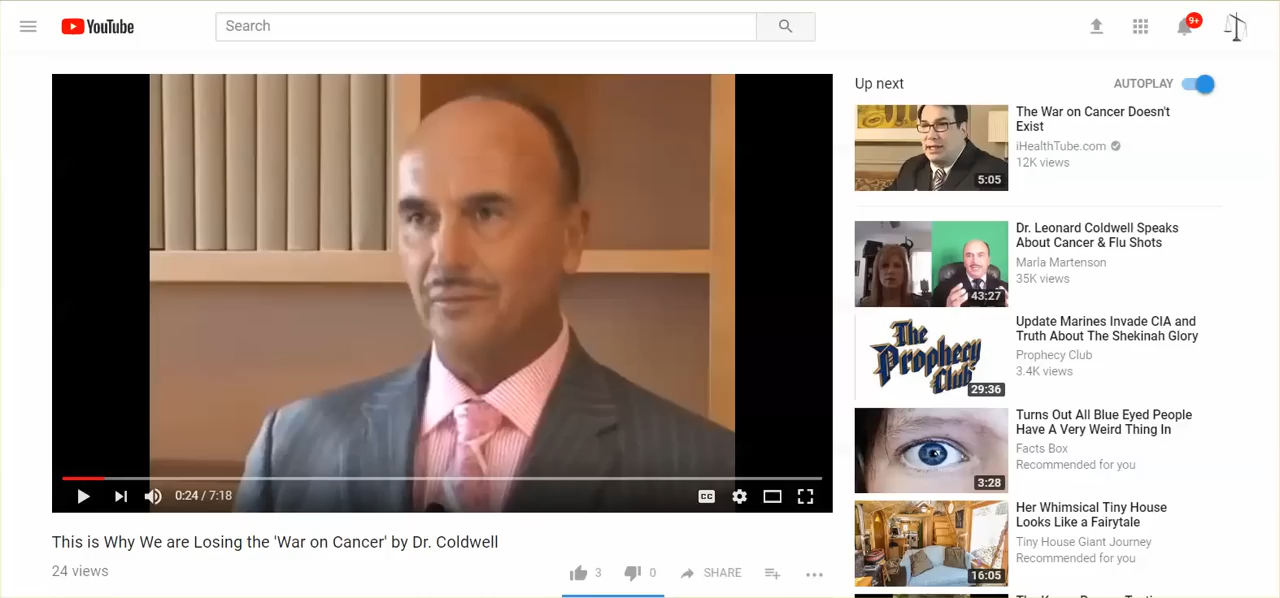 YouTube
Search
9+
Up next
AUTOPLAY
The War on Cancer Doesn't
Exist
iHealthTube.com
12K views
5:05
Dr. Leonard Coldwell Speaks
About Cancer & Flu Shots
Marla Martenson
35K views
43:27
Update Marines Invade CIA and
Truth About The Shekinah Glory
Prophecy Club
3.4K views
The
Prophecy
Club
29:36
Turns Out All Blue Eyed People
Have A Very Weird Thing In
Facts Box
Recommended for you
3:28
Her Whimsical Tiny House
Looks Like a Fairytale
Tiny House Giant Journey
Recommended for you
16:05
0:24 / 7:18
CC
This is Why We are Losing the 'War on Cancer' by Dr. Coldwell
24 views
3
0
SHARE